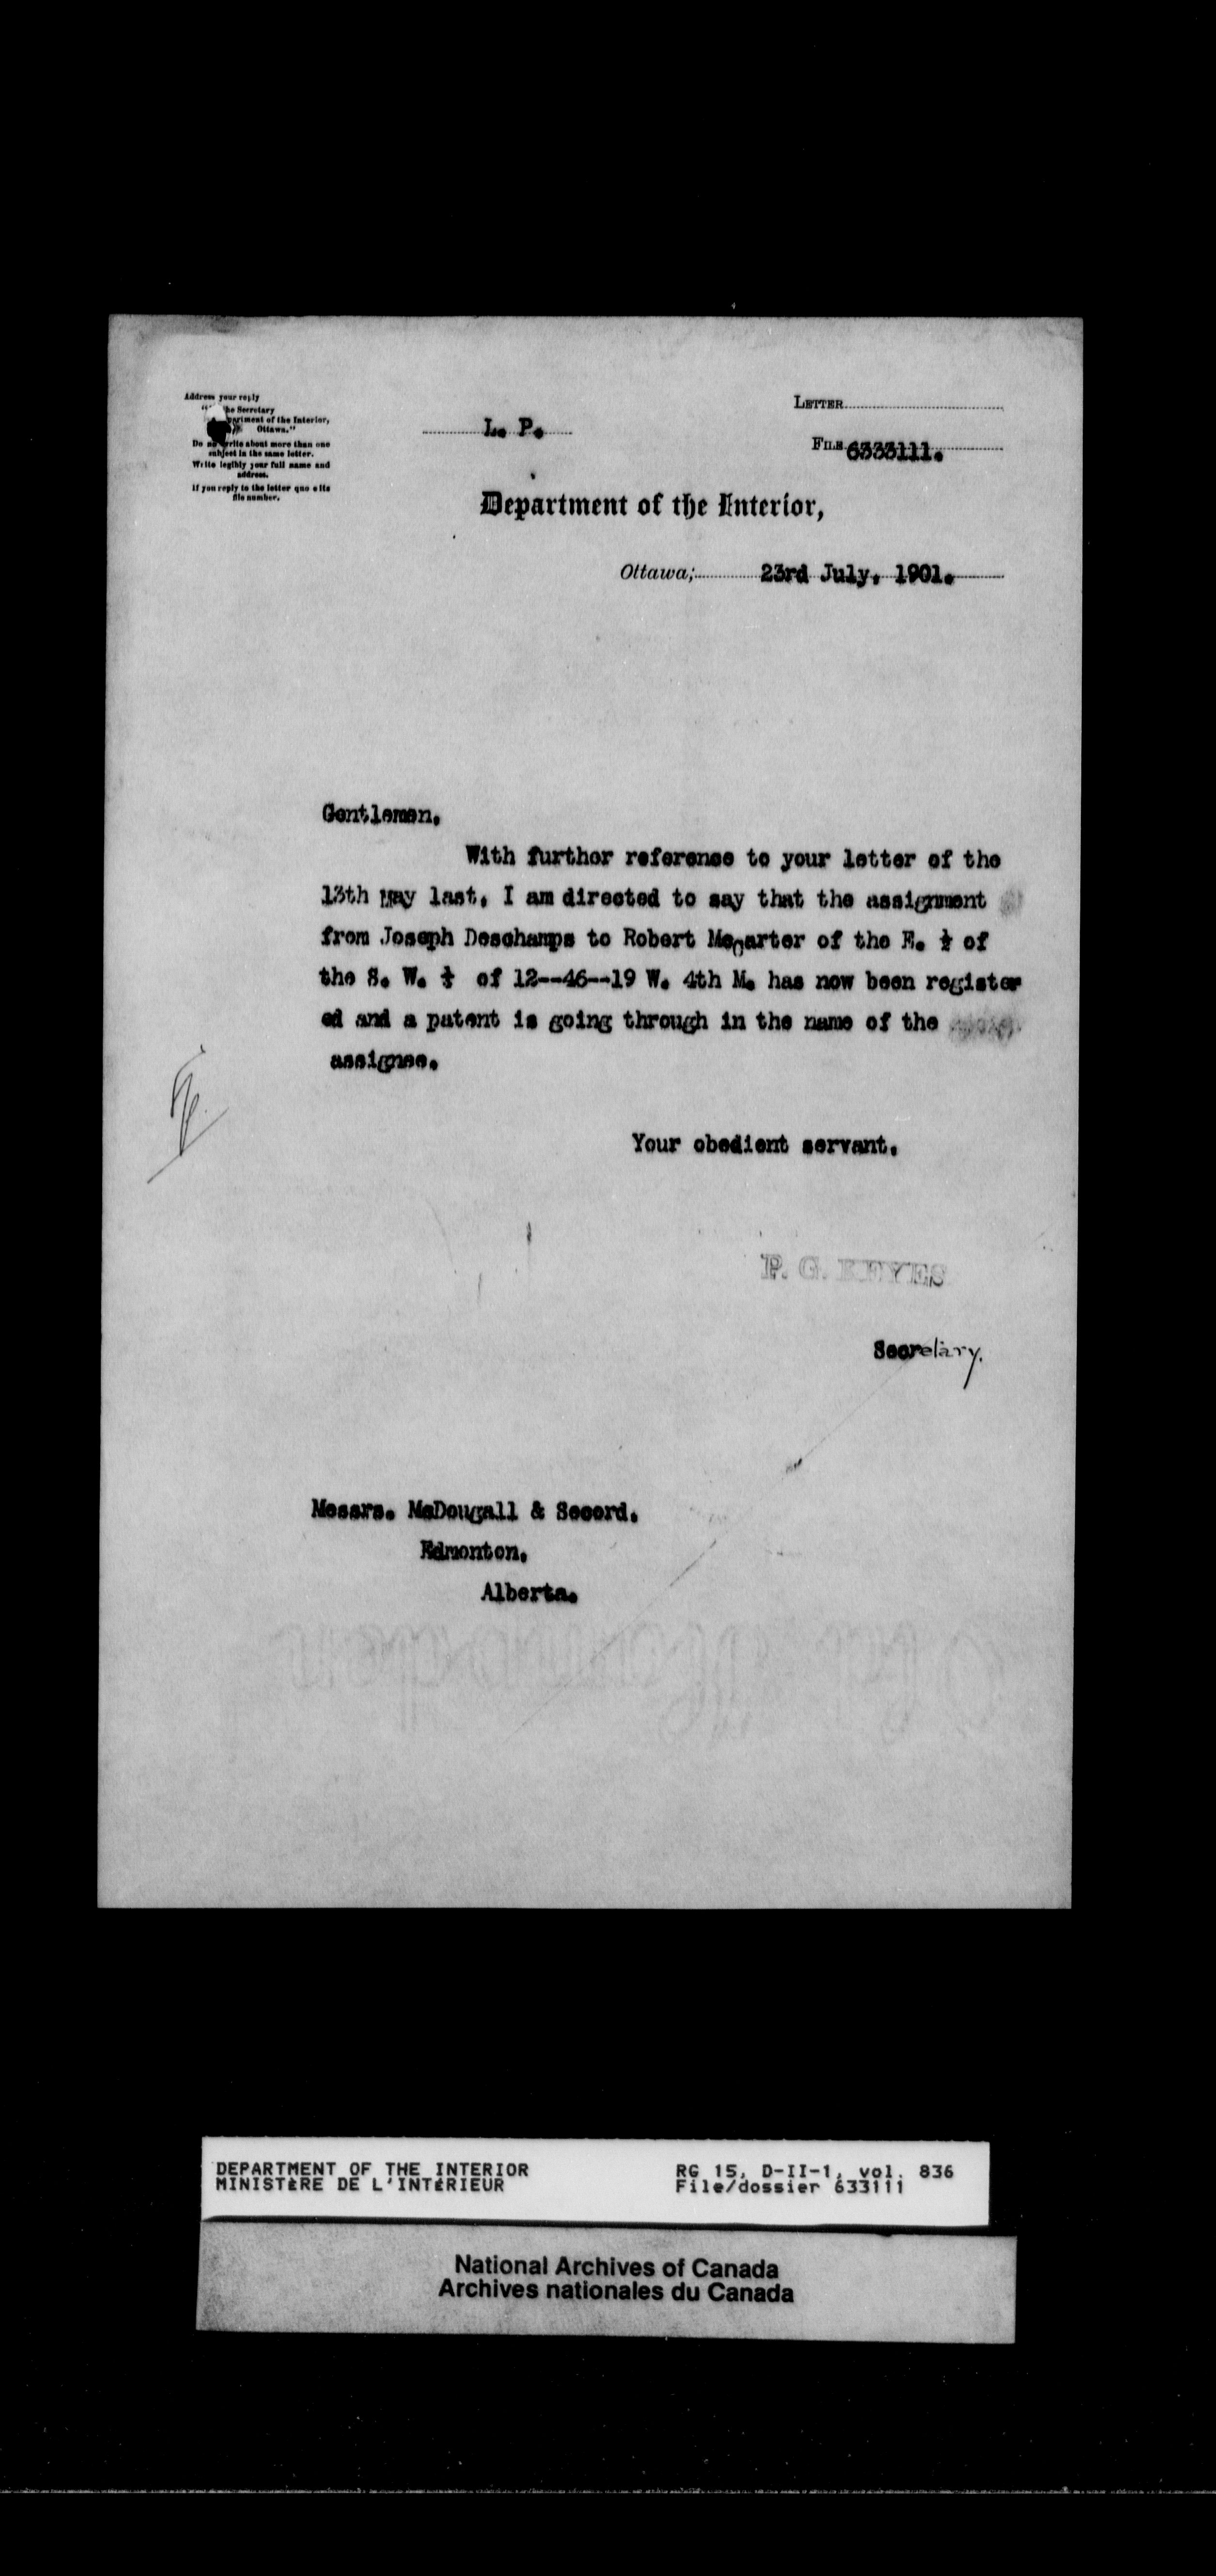 Address your reply
he Secretary
partment of the Interior,
Ottawa."
Do write about more than one
subject in the same letter.
Write legibly your full name and
address.
If you reply to the letter quo e its
file number.
L. P.
LETTER
FILE 6333111.
Department of the Interior,
Ottawa, 23rd July, 1901.
Gentlemen,
With further reference to your letter of the
13th May last, I am directed to say that the assignment
from Joseph Deschamps to Robert McCarter of the E. ½ of
the S. W. ¼ of 12--46--19 W. 4th M. has now been register
ed and a patent is going through in the name of the
assignee.
Your obedient servant,
P. G. KEYES
Secretary.
Messrs. McDougall & Secord,
Edmonton,
Alberta.
DEPARTMENT OF THE INTERIOR
MINISTÈRE DE L'INTÉRIEUR
RG 15, D-II-1, vol. 836
File/dossier 633111
National Archives of Canada
Archives nationales du Canada